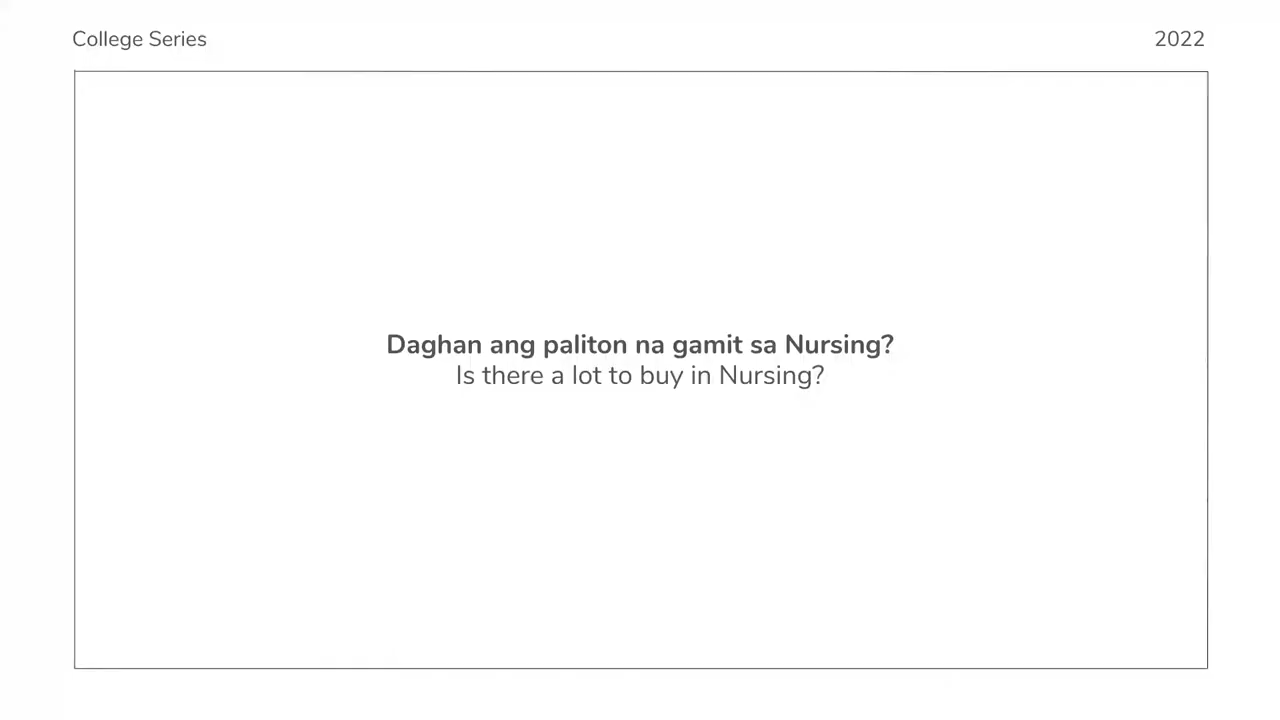 College Series
2022
Daghan ang paliton na gamit sa Nursing?
Is there a lot to buy in Nursing?